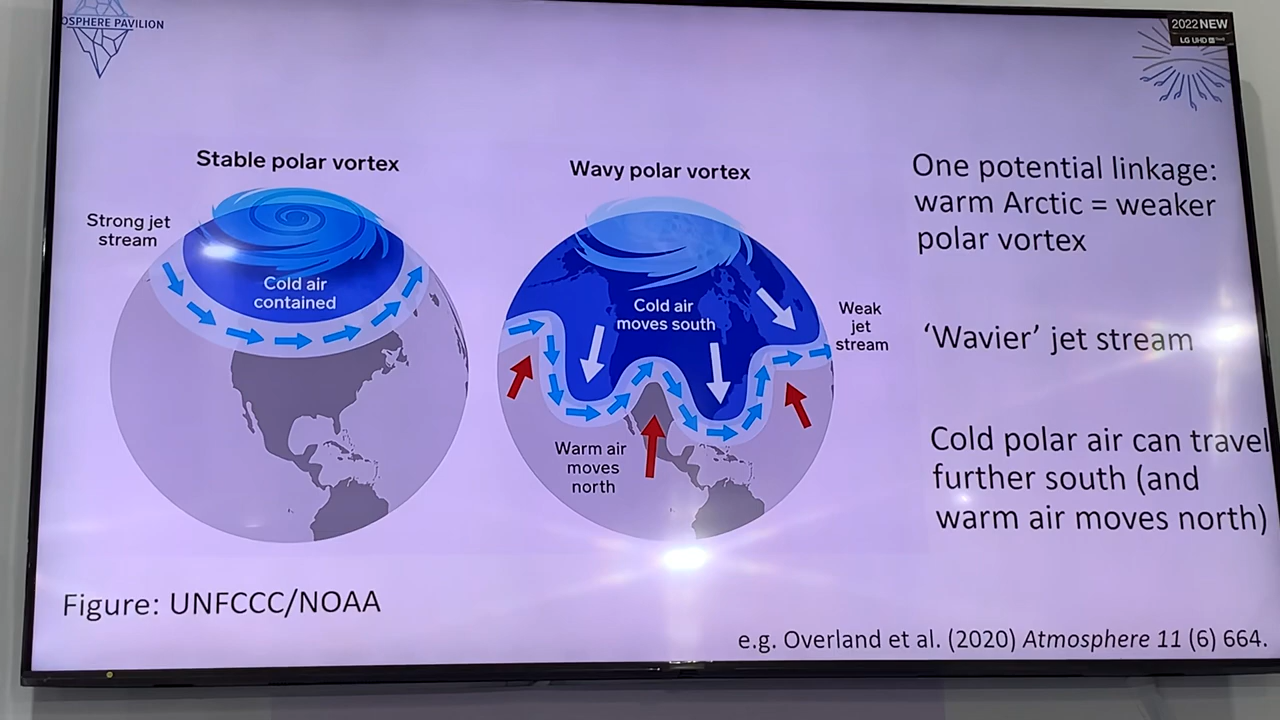 OSPHERE PAVILION
2022 NEW
LG UHD
Stable polar vortex
Strong jet
stream
Cold air
contained
Wavy polar vortex
Cold air
moves south
Weak
jet
stream
Warm air
moves
north
One potential linkage:
warm Arctic = weaker
polar vortex
‘Wavier’ jet stream
Cold polar air can travel
further south (and
warm air moves north)
Figure: UNFCCC/NOAA
e.g. Overland et al. (2020) Atmosphere 11 (6) 664.